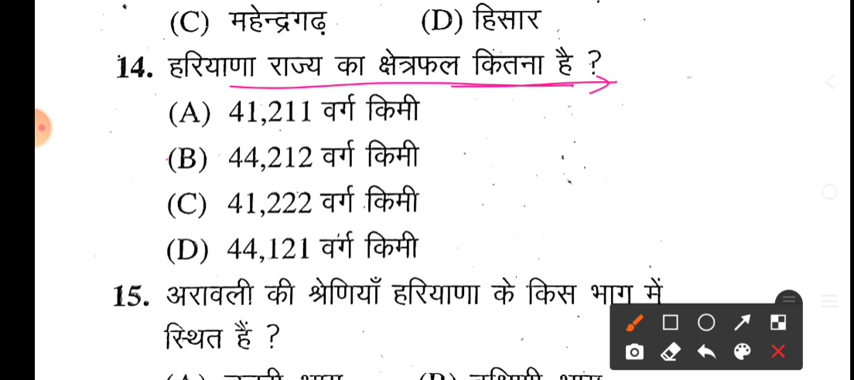 (C) महेन्द्रगढ़ (D) हिसार
14. हरियाणा राज्य का क्षेत्रफल कितना है ?
(A) 41,211 वर्ग किमी
(B) 44,212 वर्ग किमी
(C) 41,222 वर्ग किमी
(D) 44,121 वर्ग किमी
15. अरावली की श्रेणियाँ हरियाणा के किस भाग में
स्थित हैं ?